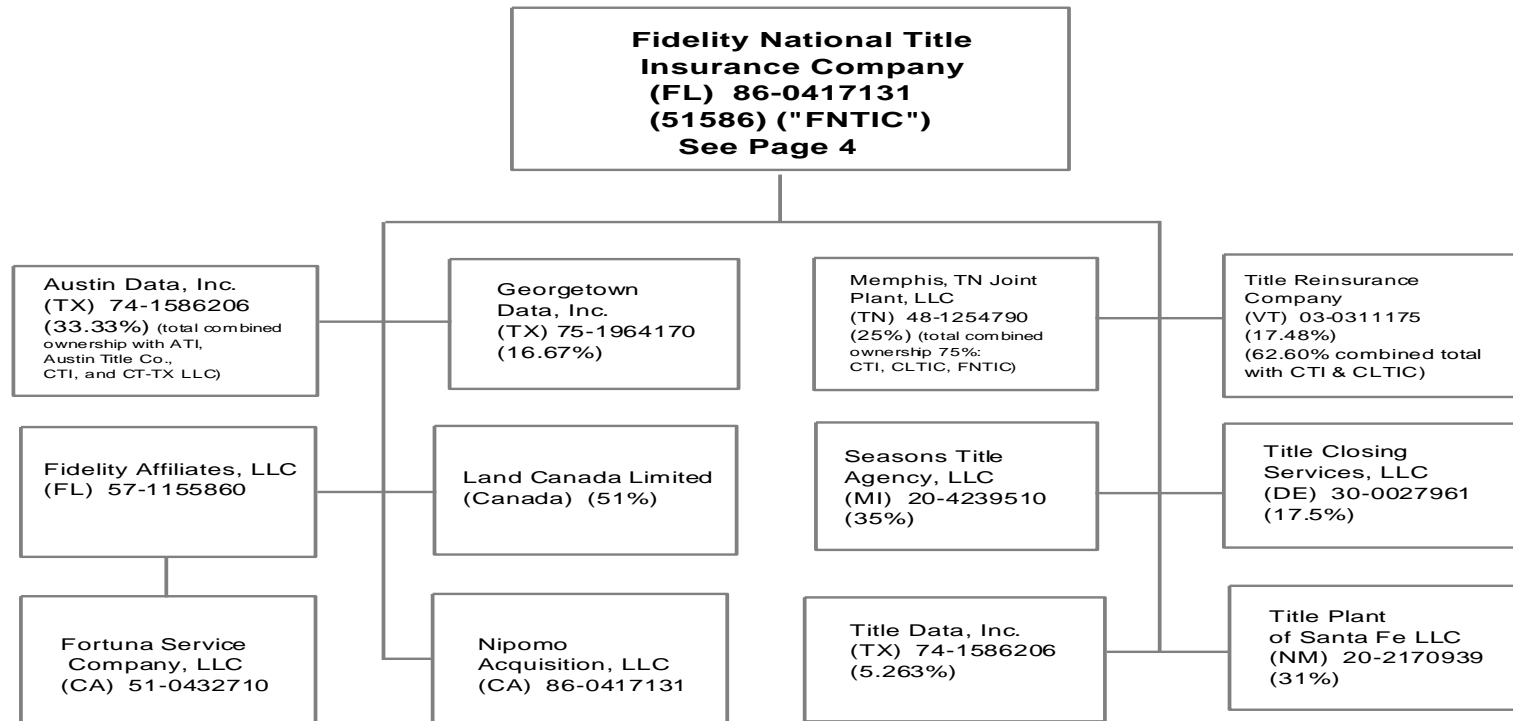 Fidelity National Title
Insurance Company
(FL) 86-0417131
(51586) ("FNTIC")
See Page 4
Austin Data, Inc.
(TX) 74-1586206
(33.33%) (total combined
ownership with ATI,
Austin Title Co.,
CTI, and CT-TX LLC)
Georgetown
Data, Inc.
(TX) 75-1964170
(16.67%)
Memphis, TN Joint
Plant, LLC
(TN) 48-1254790
(25%) (total combined
ownership 75%:
CTI, CLTIC, FNTIC)
Title Reinsurance
Company
(VT) 03-0311175
(17.48%)
(62.60% combined total
with CTI & CLTIC)
Fidelity Affiliates, LLC
(FL) 57-1155860
Land Canada Limited
(Canada) (51%)
Seasons Title
Agency, LLC
(MI) 20-4239510
(35%)
Title Closing
Services, LLC
(DE) 30-0027961
(17.5%)
Fortuna Service
Company, LLC
(CA) 51-0432710
Nipomo
Acquisition, LLC
(CA) 86-0417131
Title Data, Inc.
(TX) 74-1586206
(5.263%)
Title Plant
of Santa Fe LLC
(NM) 20-2170939
(31%)